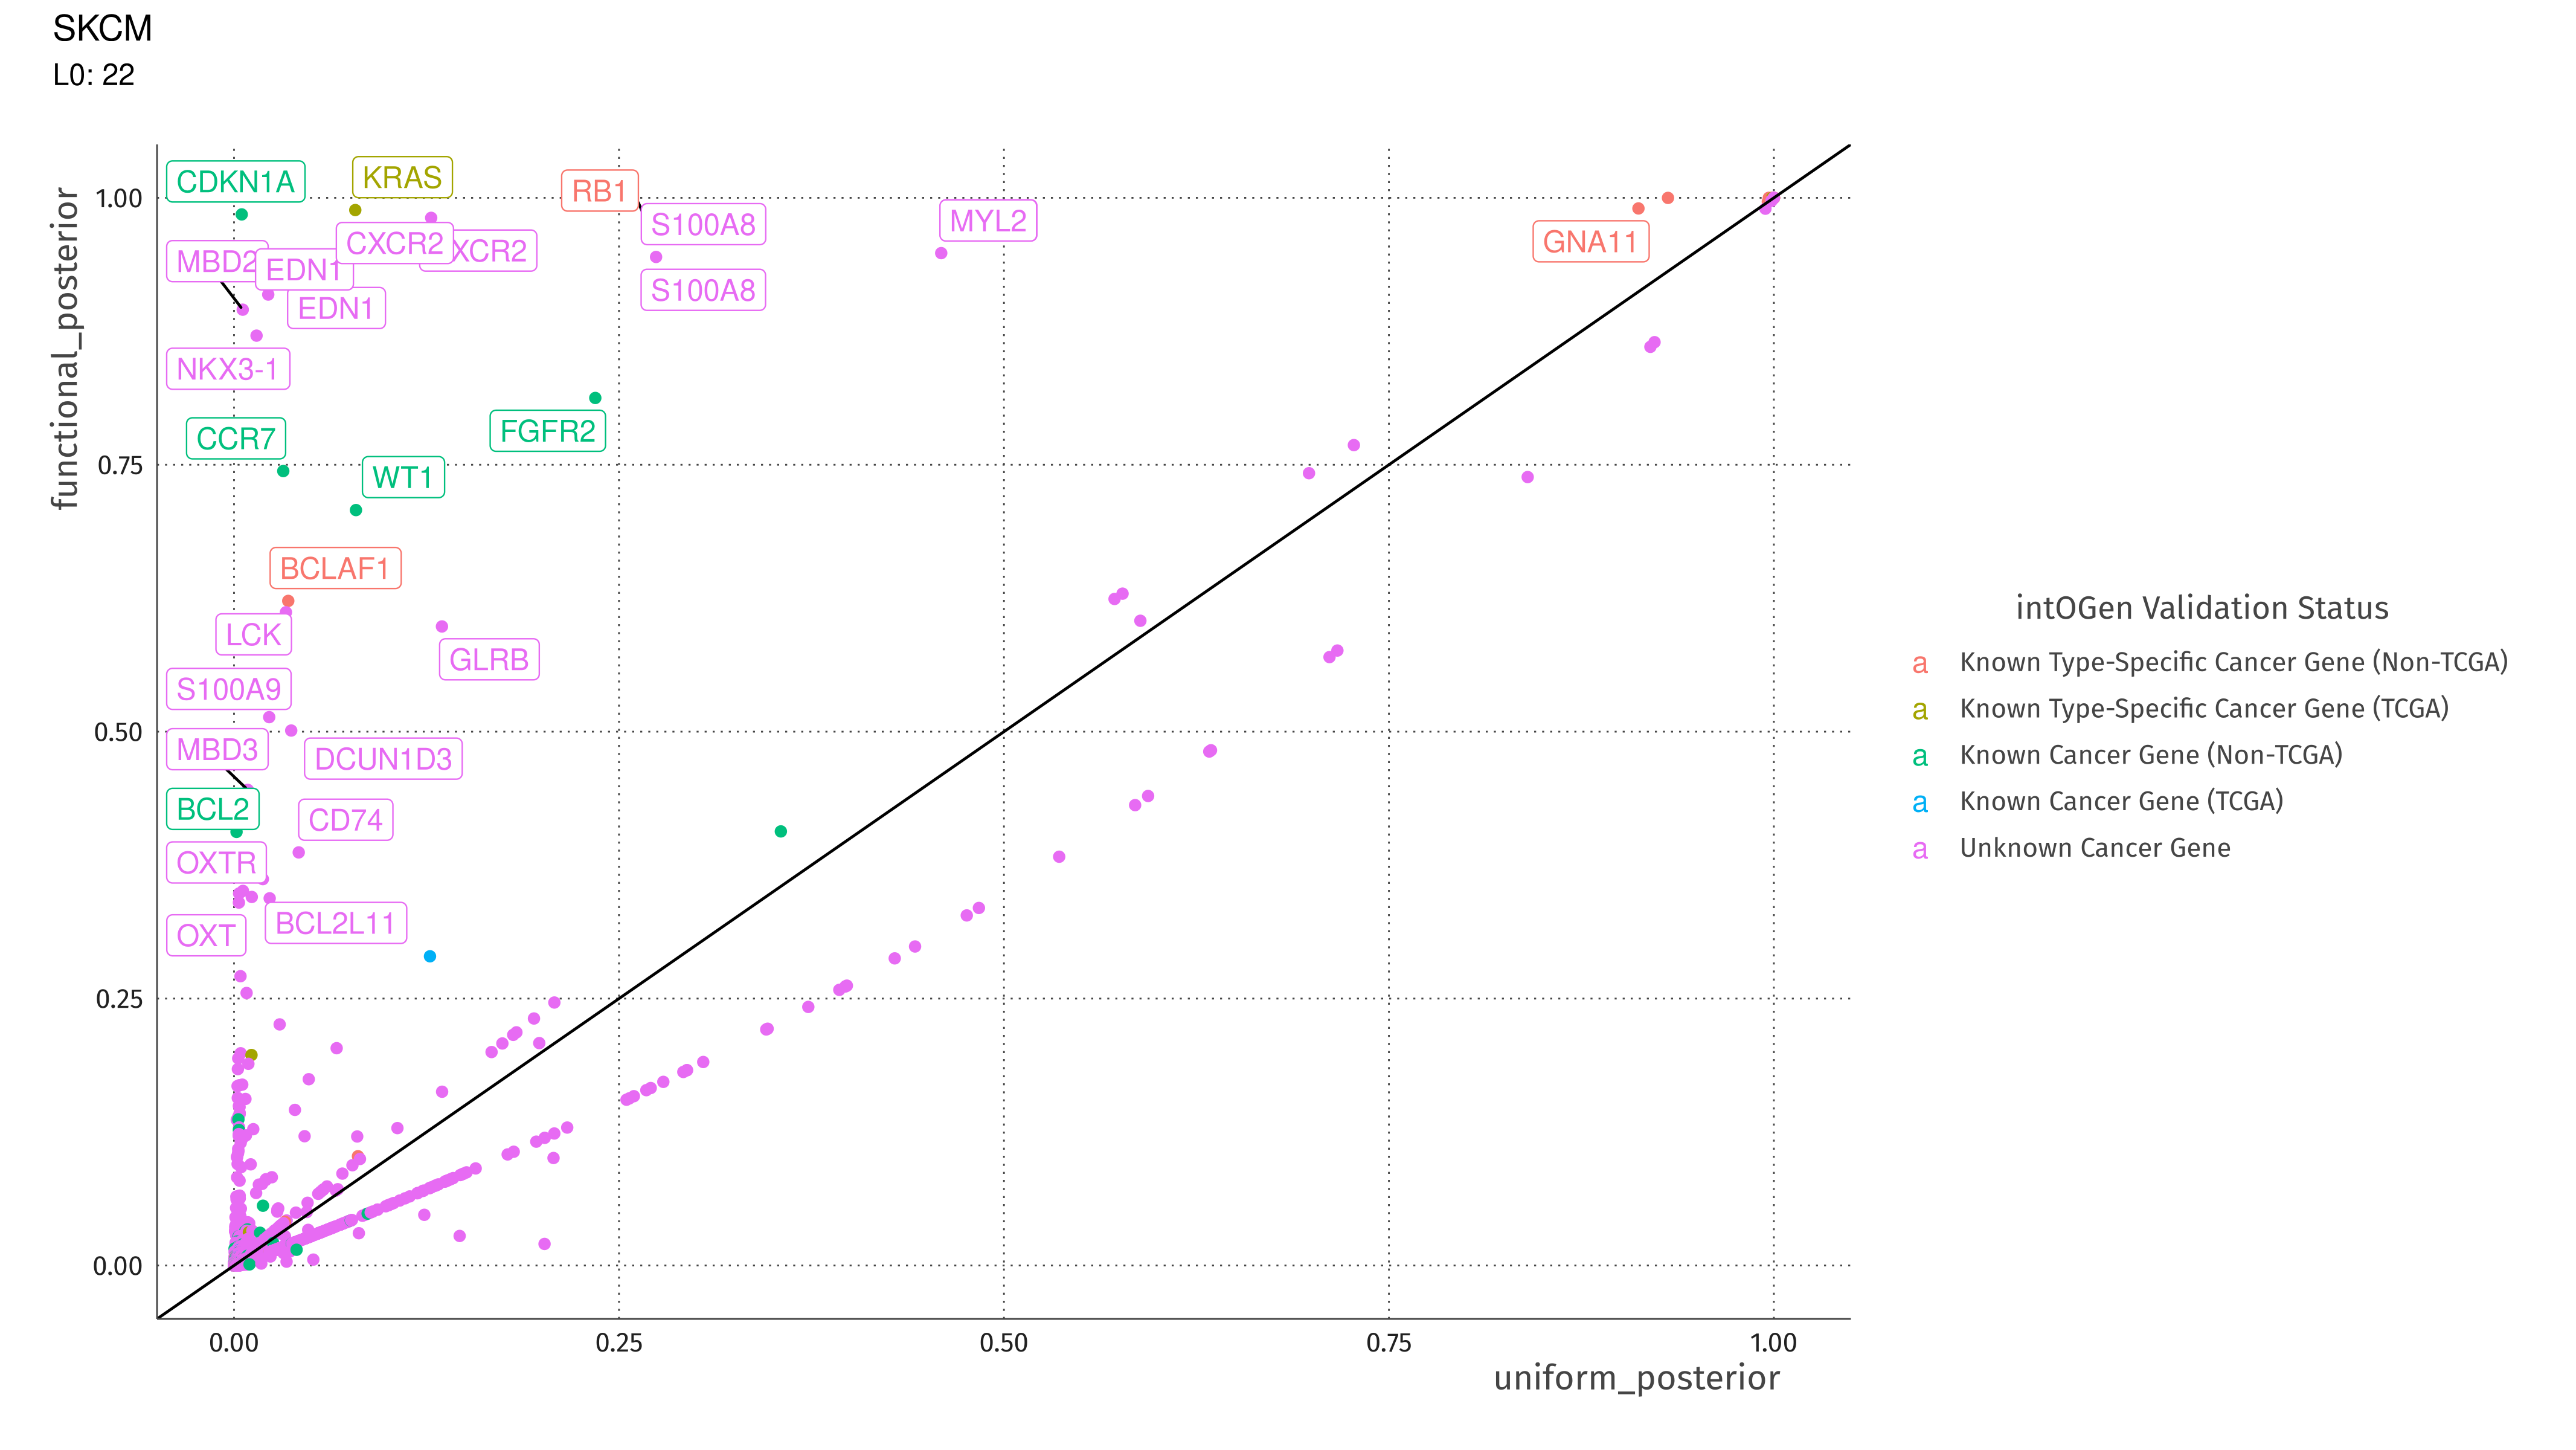 SKCM
L0: 22
functional_posterior
1.00
0.75
0.50
0.25
0.00
CDKN1A
KRAS
RB1
S100A8
MYL2
GNA11
CXCR2
XCR2
MBD2
EDN1
S100A8
EDN1
NKX3-1
CCR7
FGFR2
WT1
BCLAF1
LCK
GLRB
S100A9
MBD3
DCUN1D3
BCL2
CD74
OXTR
BCL2L11
OXT
0.00
0.25
0.50
0.75
1.00
uniform_posterior
intOGen Validation Status
a Known Type-Specific Cancer Gene (Non-TCGA)
a Known Type-Specific Cancer Gene (TCGA)
a Known Cancer Gene (Non-TCGA)
a Known Cancer Gene (TCGA)
a Unknown Cancer Gene